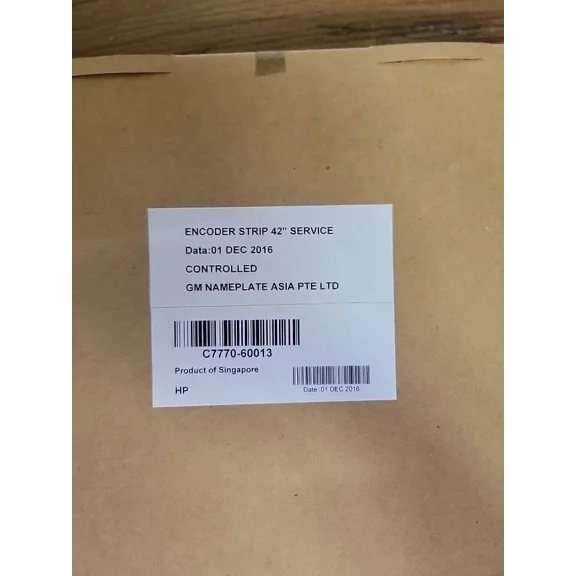 ENCODER STRIP 42" SERVICE
Data:01 DEC 2016
CONTROLLED
GM NAMEPLATE ASIA PTE LTD
C7770-60013
Product of Singapore
HP
Date :01 DEC 2016